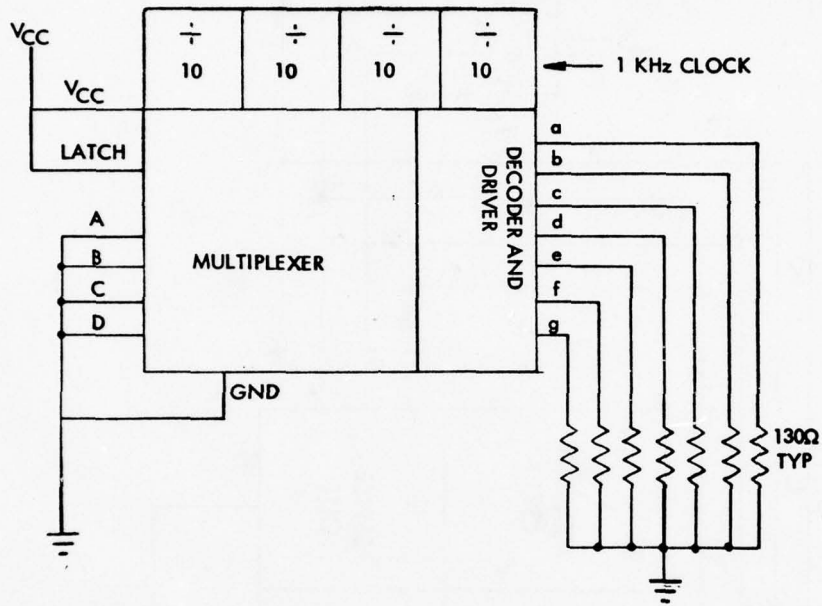 VCC
÷ ÷ ÷ ÷
10 10 10 10
1 KHz CLOCK
VCC
LATCH
A
B
C
D
MULTIPLEXER
DECODER AND
DRIVER
a
b
c
d
e
f
g
GND
130Ω
TYP